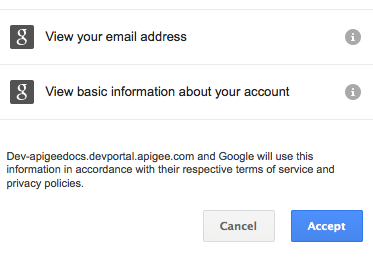 g View your email address i
g View basic information about your account i
Dev-apigeedocs.devportal.apigee.com and Google will use this
information in accordance with their respective terms of service and
privacy policies.
Cancel Accept